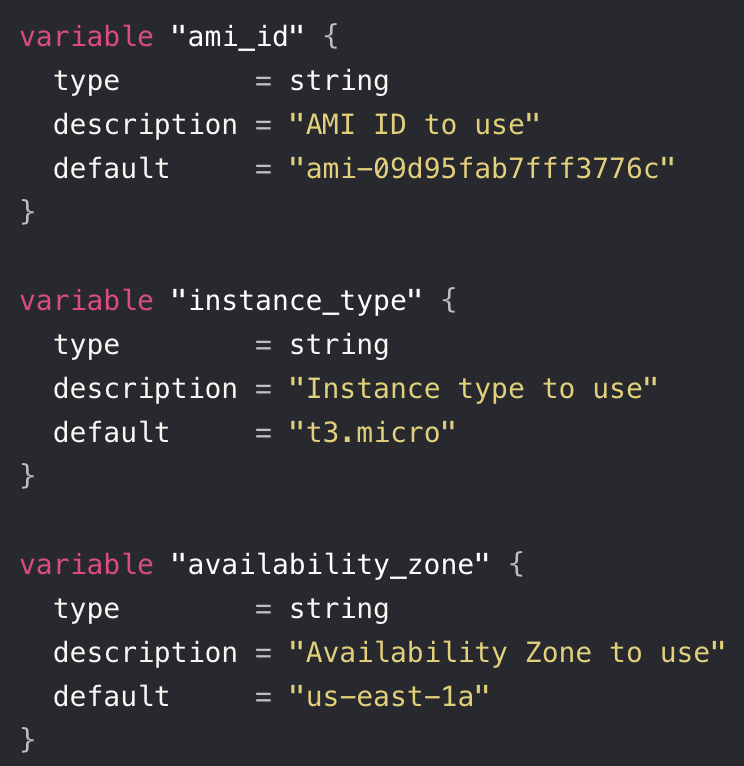 variable "ami_id" {
  type        = string
  description = "AMI ID to use"
  default     = "ami-09d95fab7fff3776c"
}

variable "instance_type" {
  type        = string
  description = "Instance type to use"
  default     = "t3.micro"
}

variable "availability_zone" {
  type        = string
  description = "Availability Zone to use"
  default     = "us-east-1a"
}